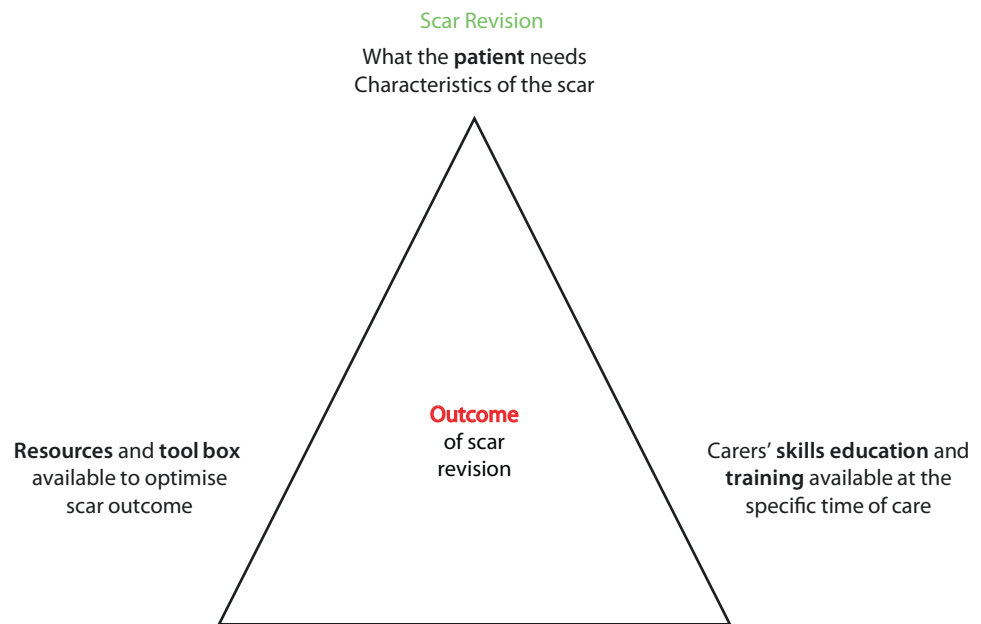 Scar Revision
What the patient needs
Characteristics of the scar
Outcome
of scar
revision
Resources and tool box
available to optimise
scar outcome
Carers’ skills education and
training available at the
specific time of care